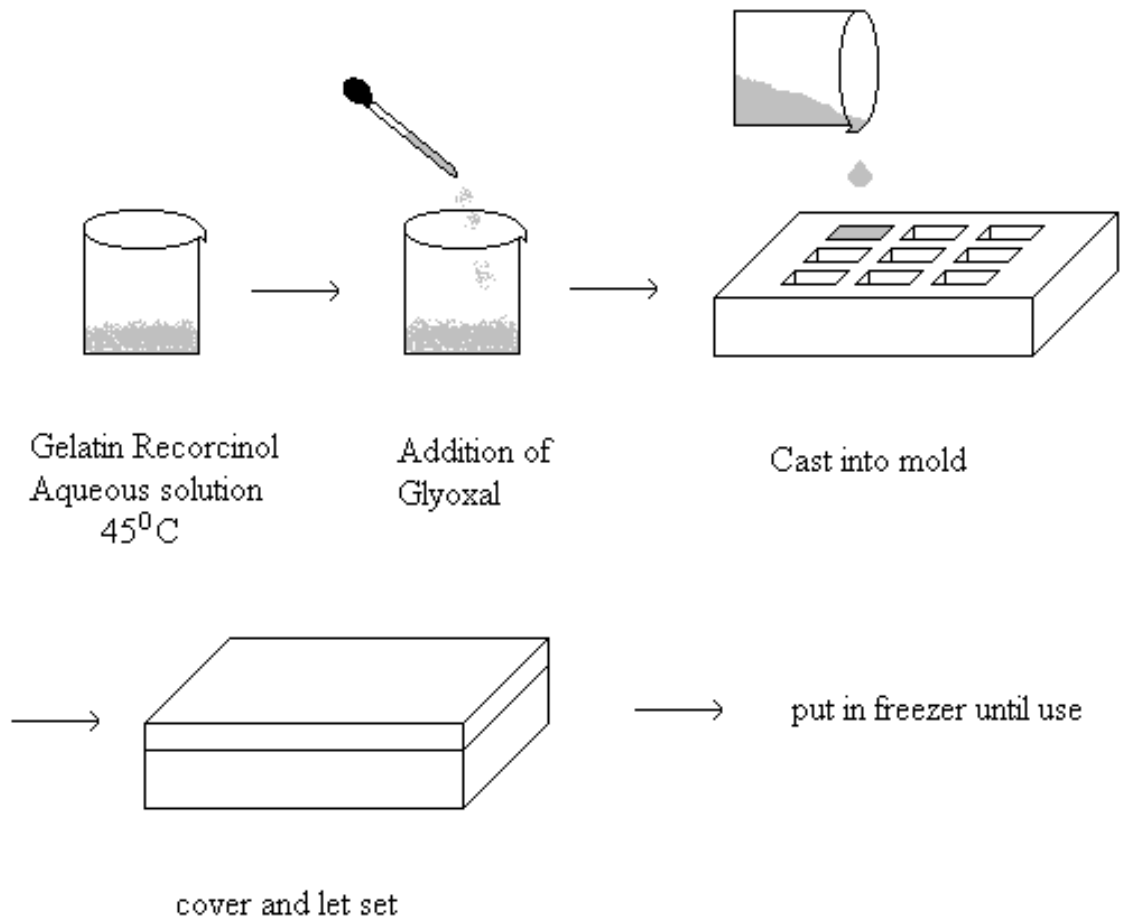 Gelatin Recorcinol
Aqueous solution
45⁰C
Addition of
Glyoxal
Cast into mold
cover and let set
put in freezer until use